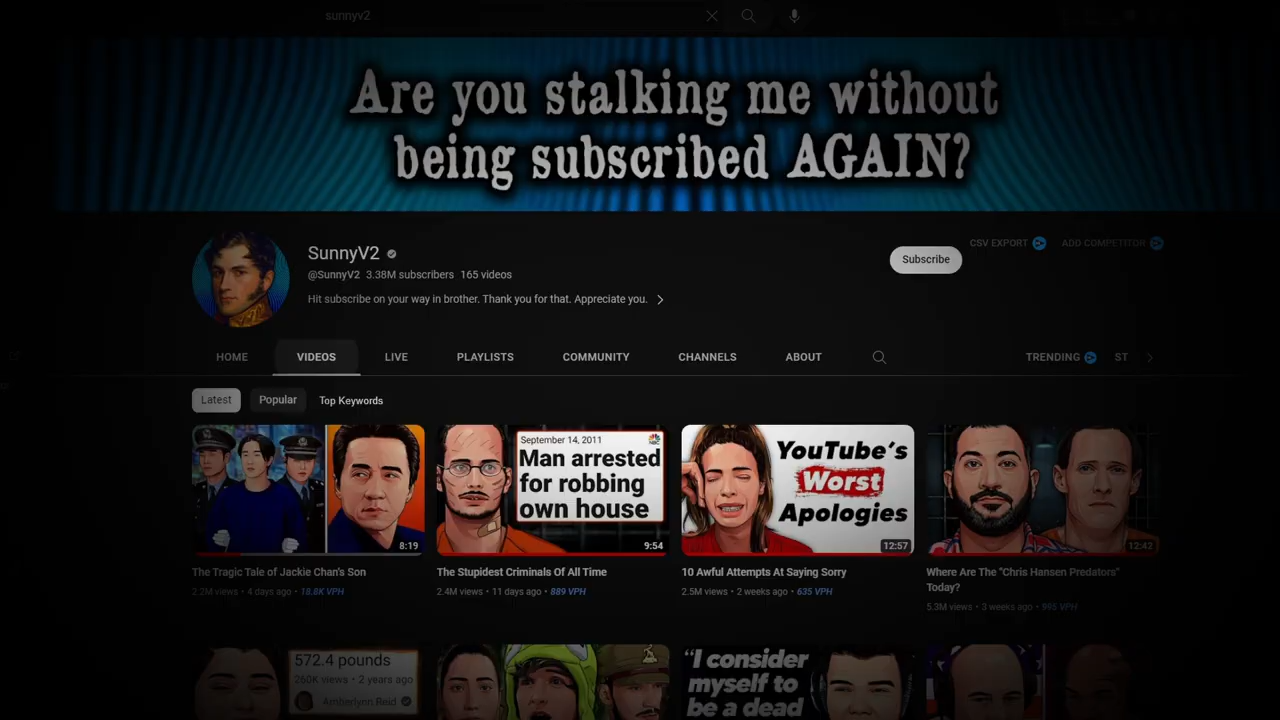 sunnyv2
Are you stalking me without
being subscribed AGAIN?
SunnyV2
@SunnyV2 3.38M subscribers 165 videos
Hit subscribe on your way in brother. Thank you for that. Appreciate you.
Subscribe
CSV EXPORT
ADD COMPETITOR
HOME
VIDEOS
LIVE
PLAYLISTS
COMMUNITY
CHANNELS
ABOUT
TRENDING
ST
Latest
Popular
Top Keywords
8:19
The Tragic Tale of Jackie Chan's Son
2.2M views • 4 days ago • 18.8K VPH
September 14, 2011
NBC
Man arrested
for robbing
own house
9:54
The Stupidest Criminals Of All Time
2.4M views • 11 days ago • 889 VPH
YouTube's
Worst
Apologies
12:57
10 Awful Attempts At Saying Sorry
2.5M views • 2 weeks ago • 635 VPH
12:42
Where Are The "Chris Hansen Predators"
Today?
5.3M views • 3 weeks ago • 995 VPH
572.4 pounds
260K views • 2 years ago
Amberlynn Reid
"I consider
myself to
be a dead